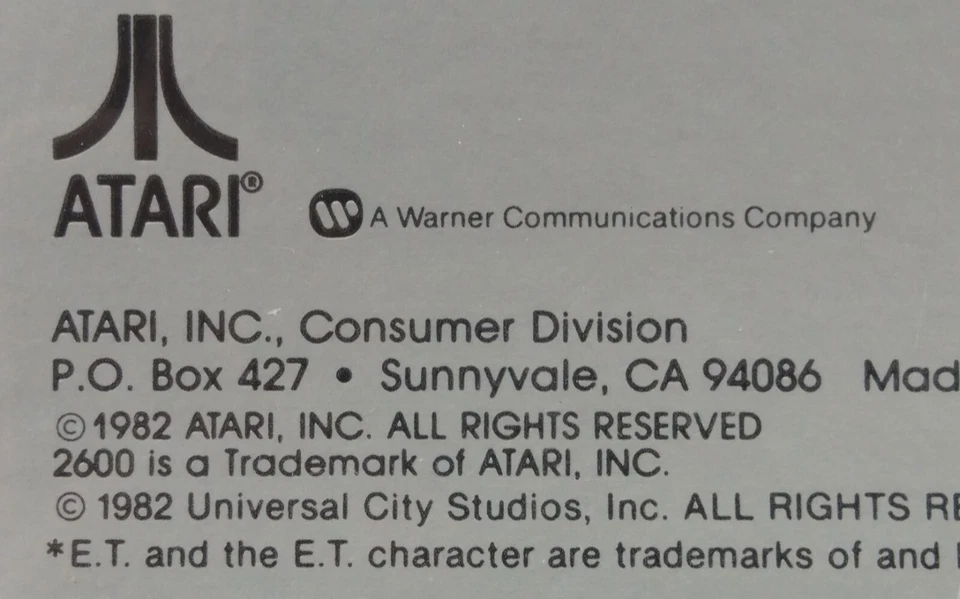 ATARI®
A Warner Communications Company
ATARI, INC., Consumer Division
P.O. Box 427 • Sunnyvale, CA 94086 Mad
©1982 ATARI, INC. ALL RIGHTS RESERVED
2600 is a Trademark of ATARI, INC.
© 1982 Universal City Studios, Inc. ALL RIGHTS RE
*E.T. and the E.T. character are trademarks of and